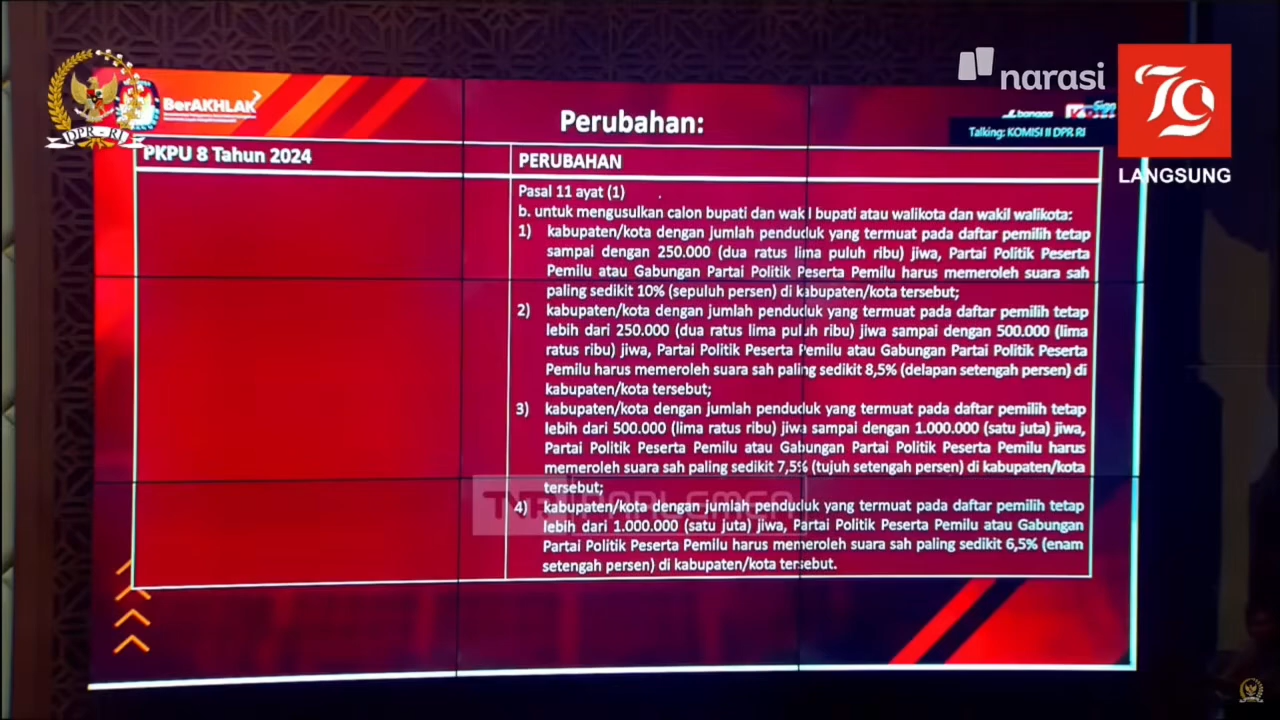 narasi
79
LANGSUNG
DPR-RI
BerAKHLAK
bangga
Talking: KOMISI II DPR RI
Perubahan:
PKPU 8 Tahun 2024
PERUBAHAN
Pasal 11 ayat (1)
b. untuk mengusulkan calon bupati dan wakil bupati atau walikota dan wakil walikota:
1) kabupaten/kota dengan jumlah penduduk yang termuat pada daftar pemilih tetap
sampai dengan 250.000 (dua ratus lima puluh ribu) jiwa, Partai Politik Peserta
Pemilu atau Gabungan Partai Politik Peserta Pemilu harus memeroleh suara sah
paling sedikit 10% (sepuluh persen) di kabupaten/kota tersebut;
2) kabupaten/kota dengan jumlah penduduk yang termuat pada daftar pemilih tetap
lebih dari 250.000 (dua ratus lima puluh ribu) jiwa sampai dengan 500.000 (lima
ratus ribu) jiwa, Partai Politik Peserta Pemilu atau Gabungan Partai Politik Peserta
Pemilu harus memeroleh suara sah paling sedikit 8,5% (delapan setengah persen) di
kabupaten/kota tersebut;
3) kabupaten/kota dengan jumlah penduduk yang termuat pada daftar pemilih tetap
lebih dari 500.000 (lima ratus ribu) jiwa sampai dengan 1.000.000 (satu juta) jiwa,
Partai Politik Peserta Pemilu atau Gabungan Partai Politik Peserta Pemilu harus
memeroleh suara sah paling sedikit 7,5% (tujuh setengah persen) di kabupaten/kota
tersebut;
TVR PARLEMEN
4) kabupaten/kota dengan jumlah penduduk yang termuat pada daftar pemilih tetap
lebih dari 1.000.000 (satu juta) jiwa, Partai Politik Peserta Pemilu atau Gabungan
Partai Politik Peserta Pemilu harus memeroleh suara sah paling sedikit 6,5% (enam
setengah persen) di kabupaten/kota tersebut.